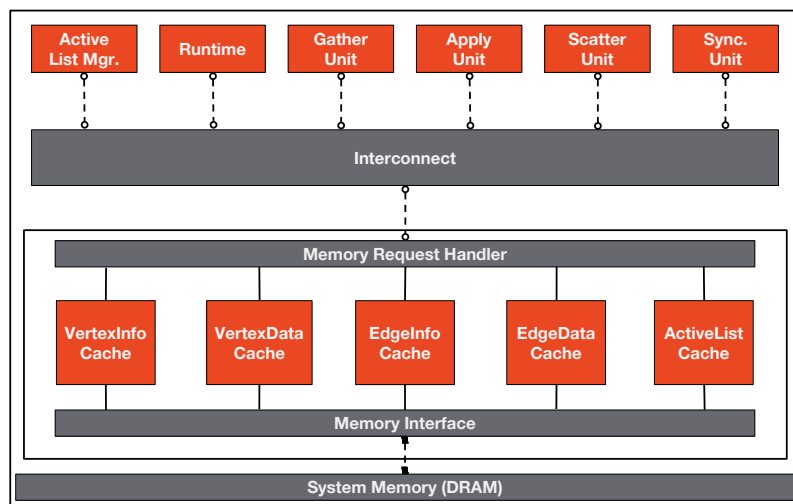 Active
List Mgr.
Runtime
Gather
Unit
Apply
Unit
Scatter
Unit
Sync.
Unit
Interconnect
Memory Request Handler
VertexInfo
Cache
VertexData
Cache
EdgeInfo
Cache
EdgeData
Cache
ActiveList
Cache
Memory Interface
System Memory (DRAM)